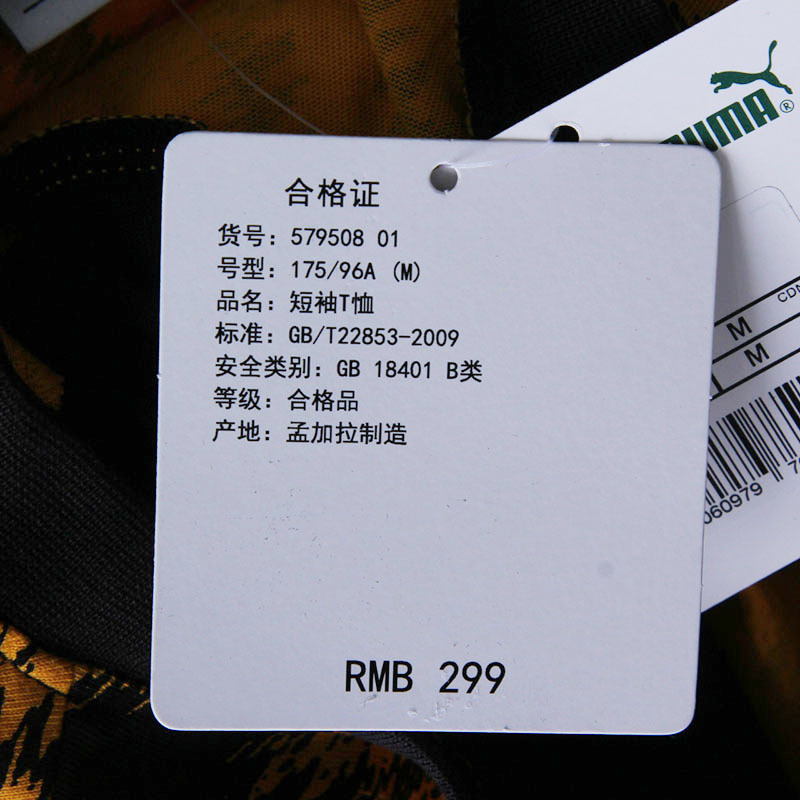 合格证
货号：579508 01
号型：175/96A (M)
品名：短袖T恤
标准：GB/T22853-2009
安全类别：GB 18401 B类
等级：合格品
产地：孟加拉制造
RMB 299
PUMA®
M
M
060979